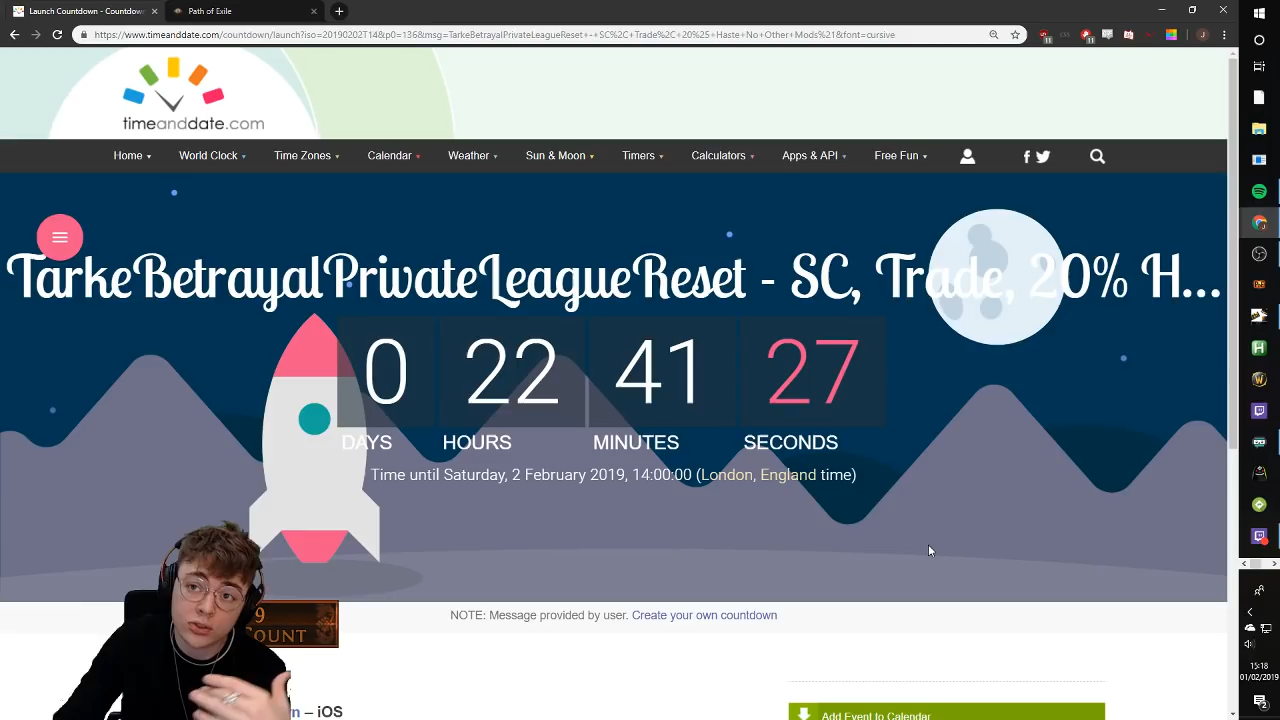 Launch Countdown - Countdown
Path of Exile
https://www.timeanddate.com/countdown/launch?iso=20190202T14&p0=136&msg=TarkeBetrayalPrivateLeagueReset+-+SC%2C+Trade%2C+20%25+Haste+No+Other+Mods%21&font=cursive
timeanddate.com
Home
World Clock
Time Zones
Calendar
Weather
Sun & Moon
Timers
Calculators
Apps & API
Free Fun
TarkeBetrayalPrivateLeagueReset - SC, Trade, 20% H...
0 22 41 27
DAYS HOURS MINUTES SECONDS
Time until Saturday, 2 February 2019, 14:00:00 (London, England time)
9
COUNT
NOTE: Message provided by user. Create your own countdown
– iOS
Add Event to Calendar
15:18
01/02/2019